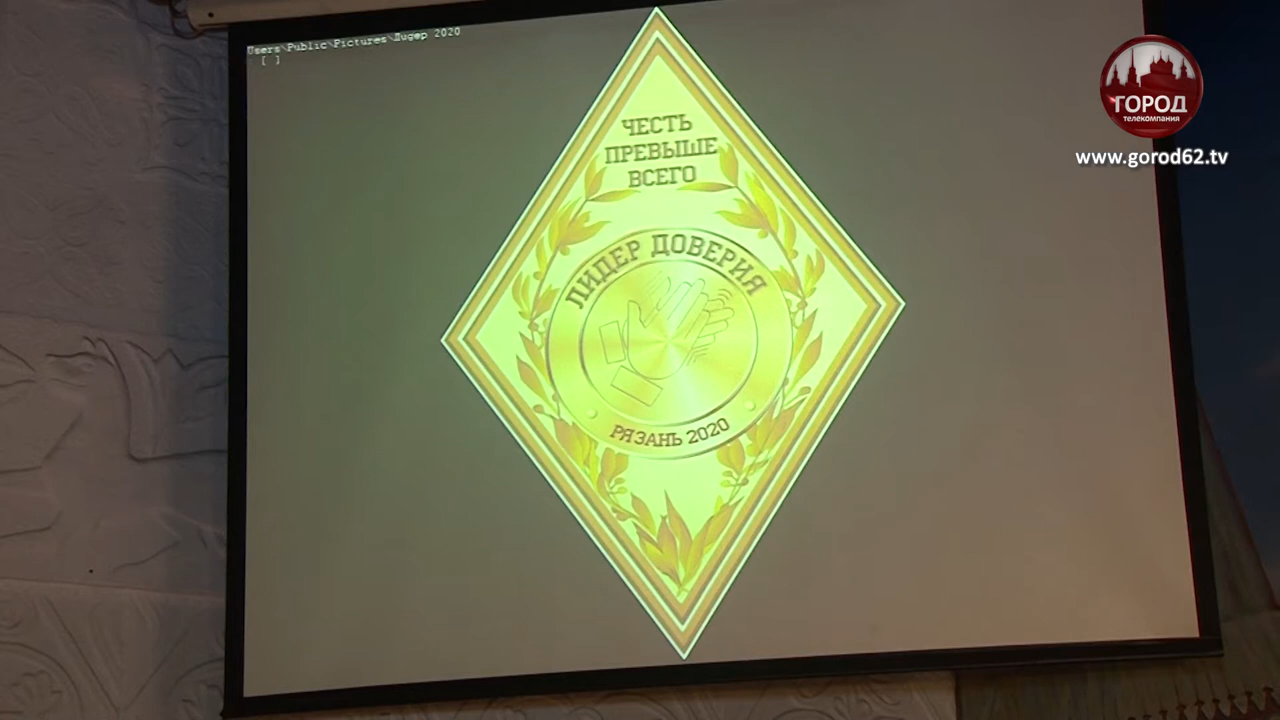 Users\Public\Pictures\Лидер 2020
[ ]
ЧЕСТЬ
ПРЕВЫШЕ
ВСЕГО
ЛИДЕР ДОВЕРИЯ
РЯЗАНЬ 2020
ГОРОД
телекомпания
www.gorod62.tv